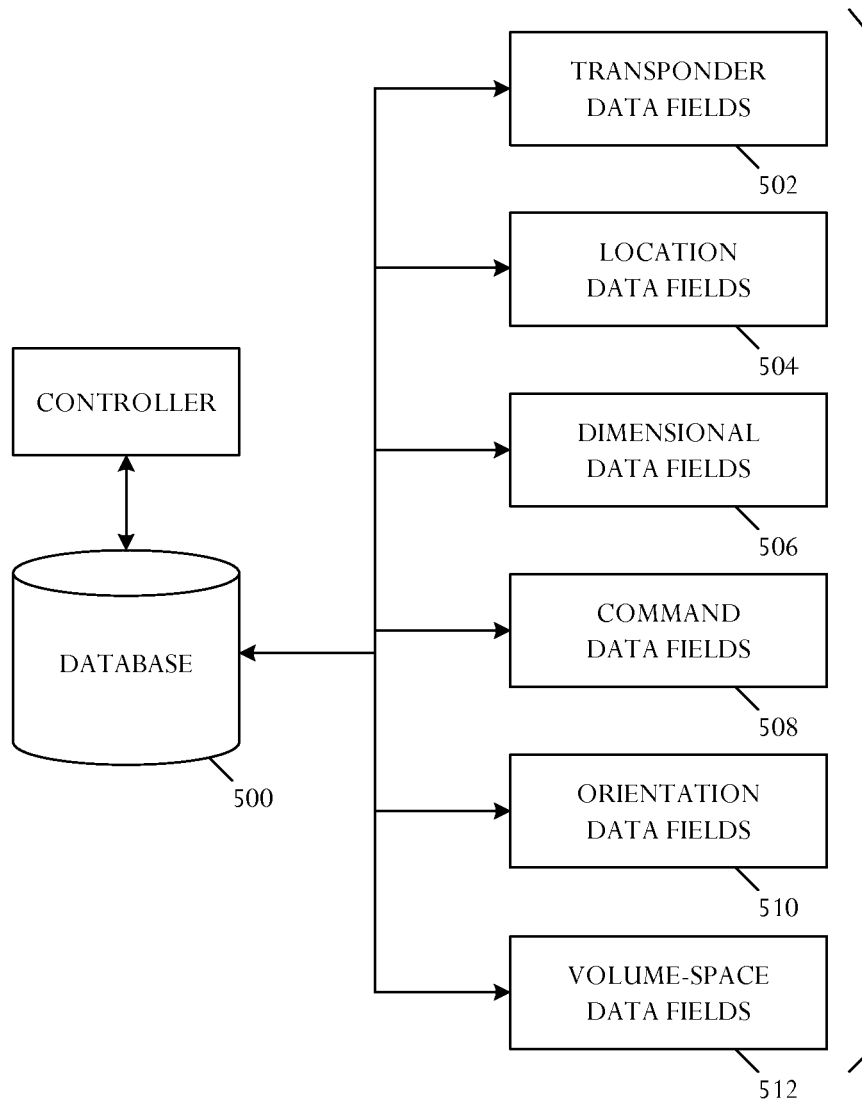 TRANSPONDER
DATA FIELDS
502
LOCATION
DATA FIELDS
504
CONTROLLER
DIMENSIONAL
DATA FIELDS
506
DATABASE
500
COMMAND
DATA FIELDS
508
ORIENTATION
DATA FIELDS
510
VOLUME-SPACE
DATA FIELDS
512